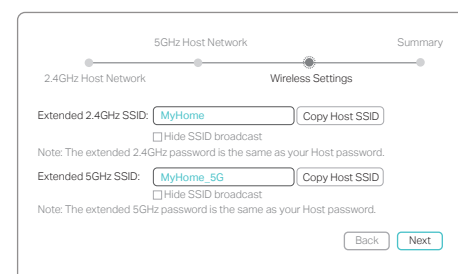 5GHz Host Network Summary
2.4GHz Host Network Wireless Settings
Extended 2.4GHz SSID: MyHome Copy Host SSID
Hide SSID broadcast
Note: The extended 2.4GHz password is the same as your Host password.
Extended 5GHz SSID: MyHome_5G Copy Host SSID
Hide SSID broadcast
Note: The extended 5GHz password is the same as your Host password.
Back Next